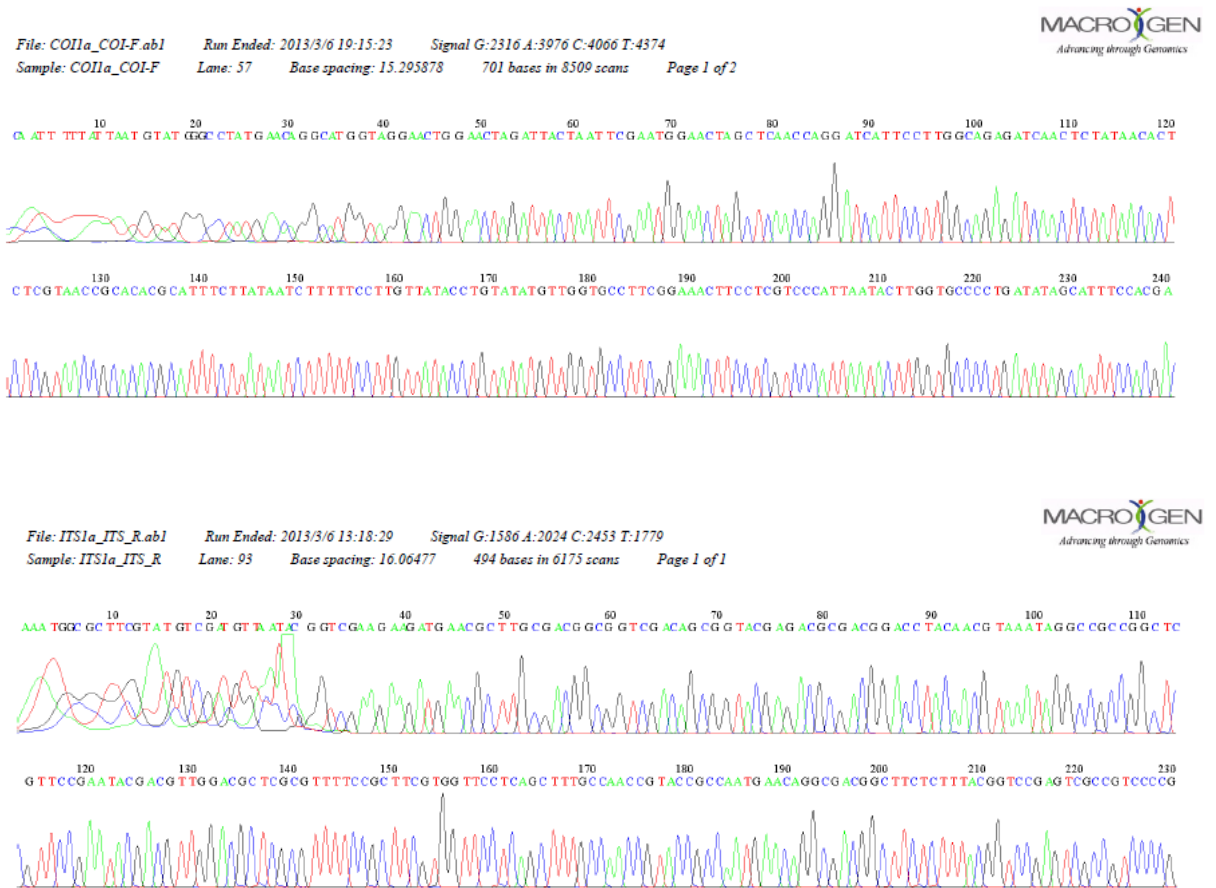 MACROGEN
Advancing through Genomics
File: COI1a_COI-F.ab1 Run Ended: 2013/3/6 19:15:23 Signal G:2316 A:3976 C:4066 T:4374
Sample: COI1a_COI-F Lane: 57 Base spacing: 15.295878 701 bases in 8509 scans Page 1 of 2
10 20 30 40 50 60 70 80 90 100 110 120
CAATT TTTATTAATGTATGGGCCTATGAACAGGCATGGTAGGAACTGGAACTAGATTACTAATTCGAATGGAACTAGCTCAACCAGGATCATTCCTTGGCAGAGATCAACTCTATAACACT
130 140 150 160 170 180 190 200 210 220 230 240
CTCGTAACCGCACACGCATTTCTTATAATCTTTTTCCTTGTTATACCTGTATATGTTGGTGCCTTCGGAAACTTCCTCGTCCCATTAATACTTGGTGCCCCTGATATAGCATTTCCACGA
MACROGEN
Advancing through Genomics
File: ITS1a_ITS_R.ab1 Run Ended: 2013/3/6 13:18:29 Signal G:1586 A:2024 C:2453 T:1779
Sample: ITS1a_ITS_R Lane: 93 Base spacing: 16.06477 494 bases in 6175 scans Page 1 of 1
10 20 30 40 50 60 70 80 90 100 110
AAATGGCGCTTCGTATGTCGATGTTAATAC GGTCGAAGAAGATGAACGCTTGCGACGGCGGTCGACAGCGGTACGAGACGCGACGGACCTACAACGTAAATAGGCCGCCGGCTC
120 130 140 150 160 170 180 190 200 210 220 230
GTTCCGAATACGACGTTGGACGCTCGCGTTTTCCGCTTCGTGGTTCCTCAGCTTTGCCAACCGTACCGCCAATGAACAGGCGACGGCTTCTCTTTACGGTCCGAGTCGCCGTCCCCG